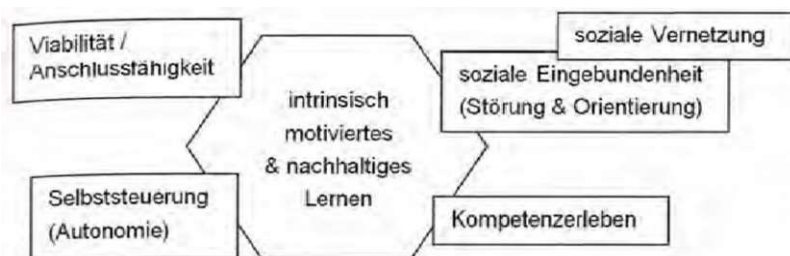 Viabilität /
Anschlussfähigkeit
soziale Vernetzung
soziale Eingebundenheit
(Störung & Orientierung)
intrinsisch
motiviertes
& nachhaltiges
Lernen
Selbststeuerung
(Autonomie)
Kompetenzerleben